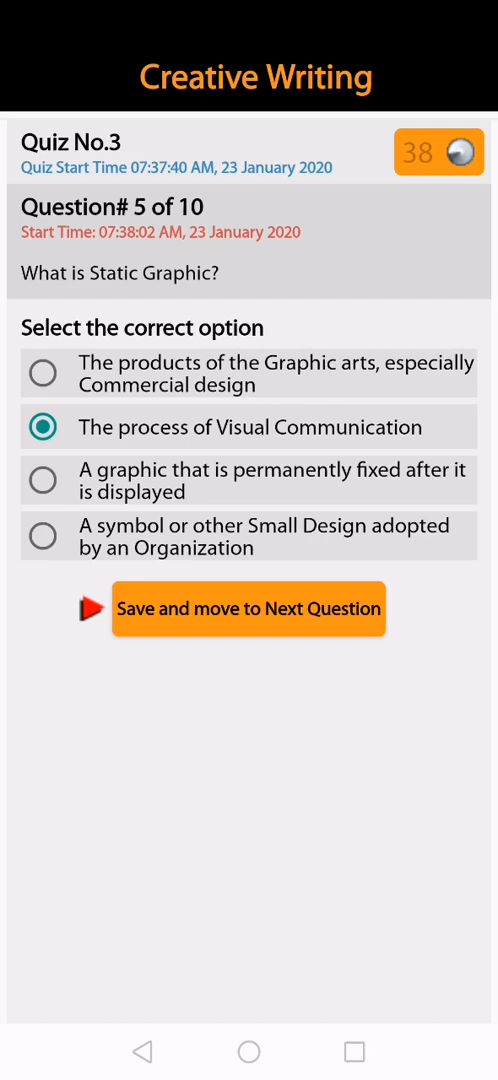 Creative Writing
Quiz No.3
Quiz Start Time 07:37:40 AM, 23 January 2020
38
Question# 5 of 10
Start Time: 07:38:02 AM, 23 January 2020
What is Static Graphic?
Select the correct option
The products of the Graphic arts, especially
Commercial design
The process of Visual Communication
A graphic that is permanently fixed after it
is displayed
A symbol or other Small Design adopted
by an Organization
Save and move to Next Question